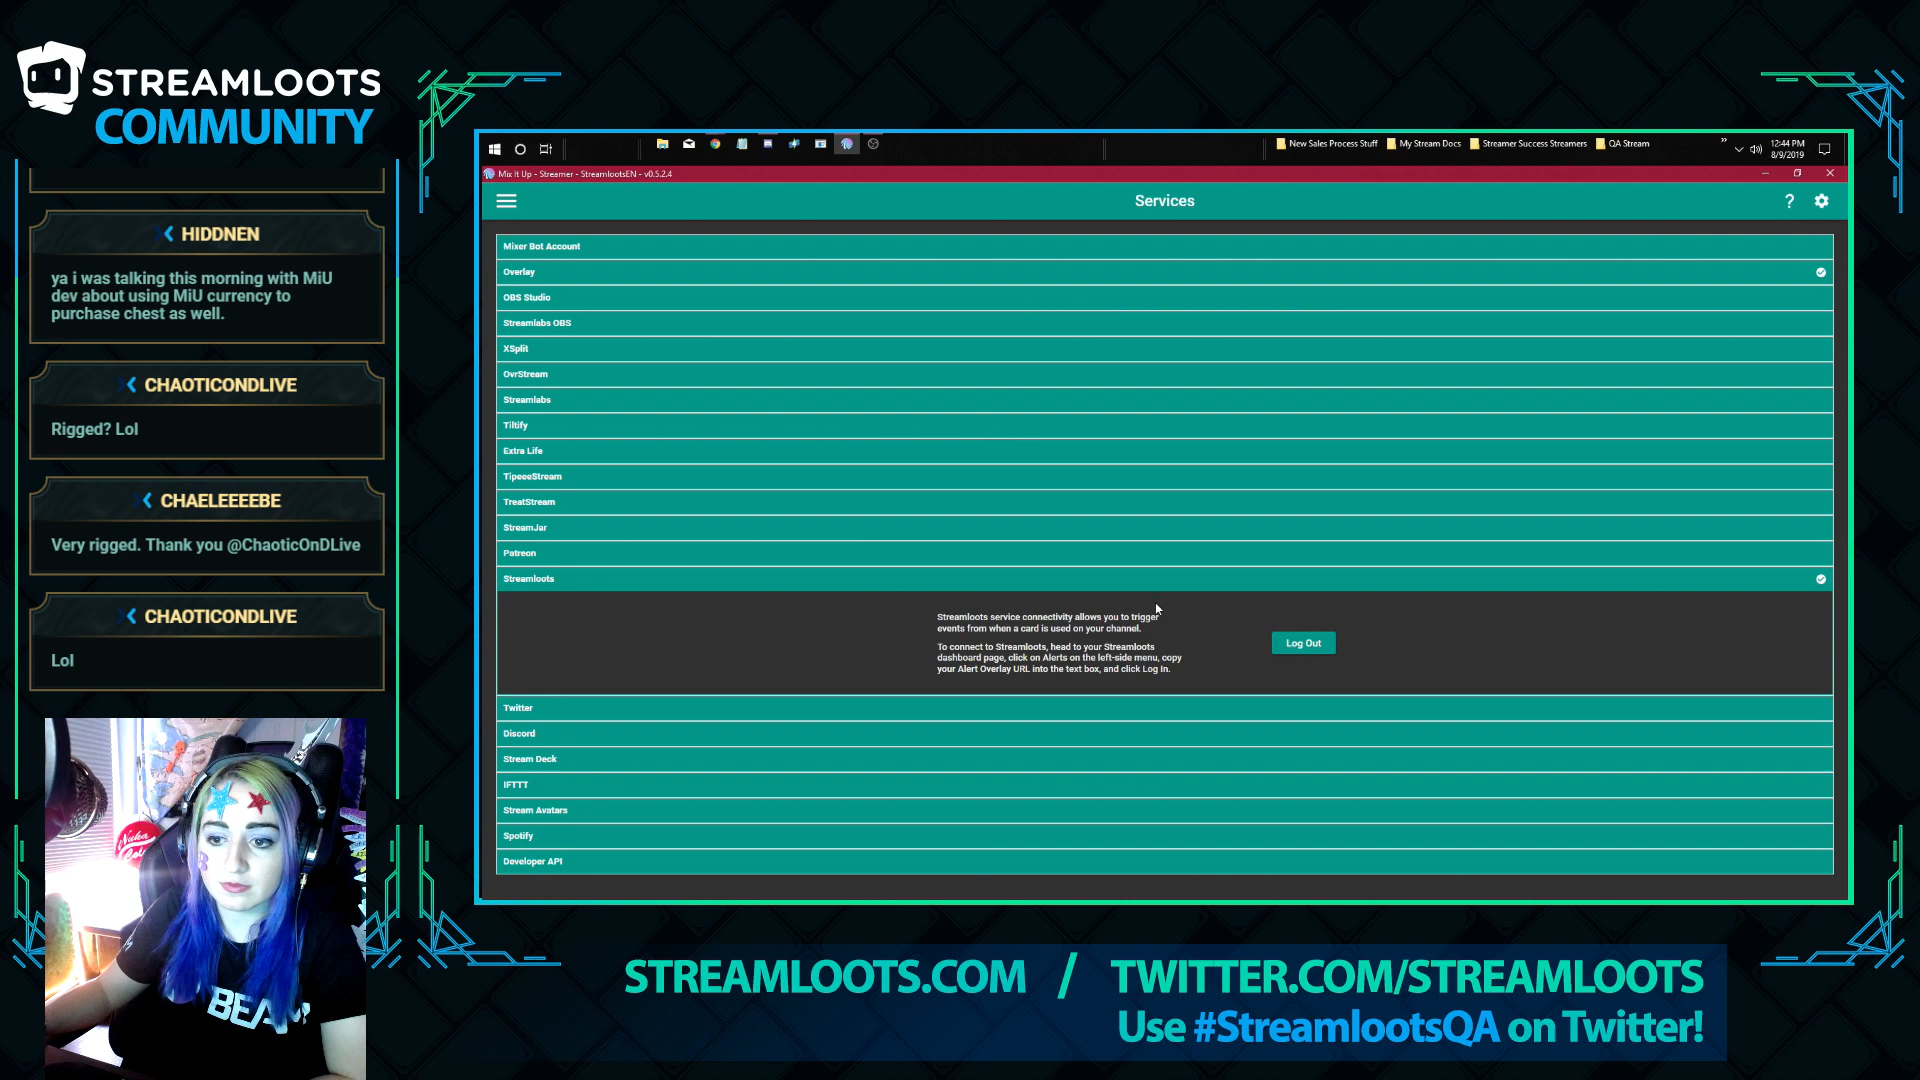 STREAMLOOTS
COMMUNITY
HIDDNEN
ya i was talking this morning with MiU
dev about using MiU currency to
purchase chest as well.
CHAOTICONDLIVE
Rigged? Lol
CHAELEEEEBE
Very rigged. Thank you @ChaoticOnDLive
CHAOTICONDLIVE
Lol
New Sales Process Stuff
My Stream Docs
Streamer Success Streamers
QA Stream
12:44 PM
8/9/2019
Mix It Up - Streamer - StreamlootsEN - v0.5.2.4
Services
?
Mixer Bot Account
Overlay
OBS Studio
Streamlabs OBS
XSplit
OvrStream
Streamlabs
Tiltify
Extra Life
TipeeeStream
TreatStream
StreamJar
Patreon
Streamloots
Streamloots service connectivity allows you to trigger
events from when a card is used on your channel.
To connect to Streamloots, head to your Streamloots
dashboard page, click on Alerts on the left-side menu, copy
your Alert Overlay URL into the text box, and click Log In.
Log Out
Twitter
Discord
Stream Deck
IFTTT
Stream Avatars
Spotify
Developer API
Nuka
BEAM
STREAMLOOTS.COM / TWITTER.COM/STREAMLOOTS
Use #StreamlootsQA on Twitter!